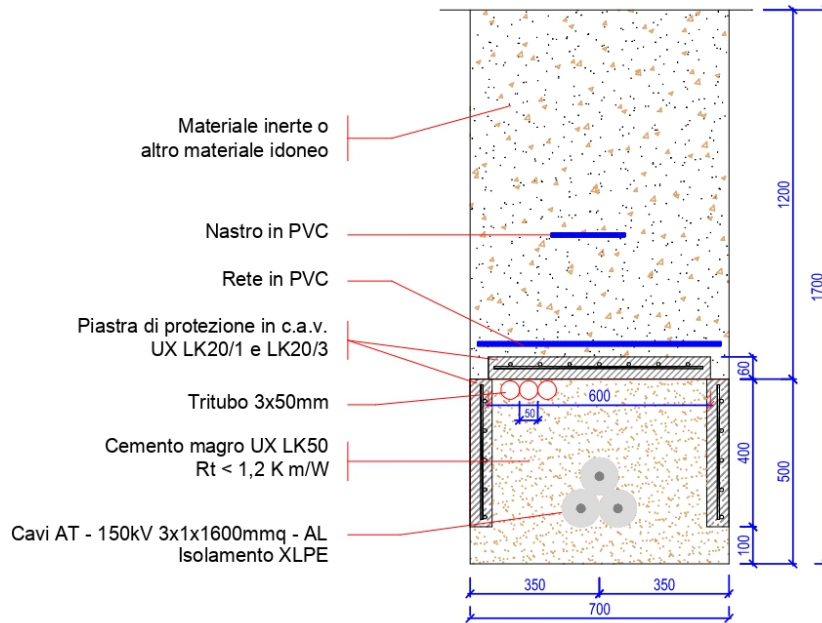 Materiale inerte o
altro materiale idoneo
Nastro in PVC
Rete in PVC
Piastra di protezione in c.a.v.
UX LK20/1 e LK20/3
Tritubo 3x50mm
Cemento magro UX LK50
Rt < 1,2 K m/W
Cavi AT - 150kV 3x1x1600mmq - AL
Isolamento XLPE
1200
1700
60
600
50
400
500
100
350
350
700